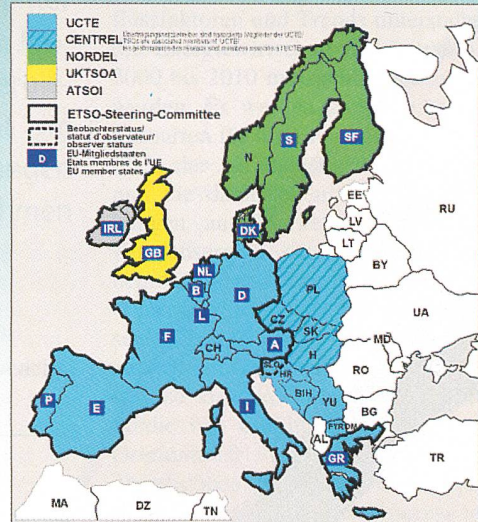 UCTE
CENTREL
NORDEL
UKTSOA
ATSOI
ETSO-Steering-Committee
Beobachterstatus/
statut d'observateur/
observer status
D EU-Mitgliedstaaten
Etats membres de l'UE
EU member states
N
S
SF
RU
EE
LV
LT
BY
IRL
GB
DK
NL
B
D
PL
L
CZ
SK
UA
F
CH
A
H
MD
SLO
HR
RO
BIH
YU
P
E
I
BG
FYROM
AL
GR
TR
MA
DZ
TN